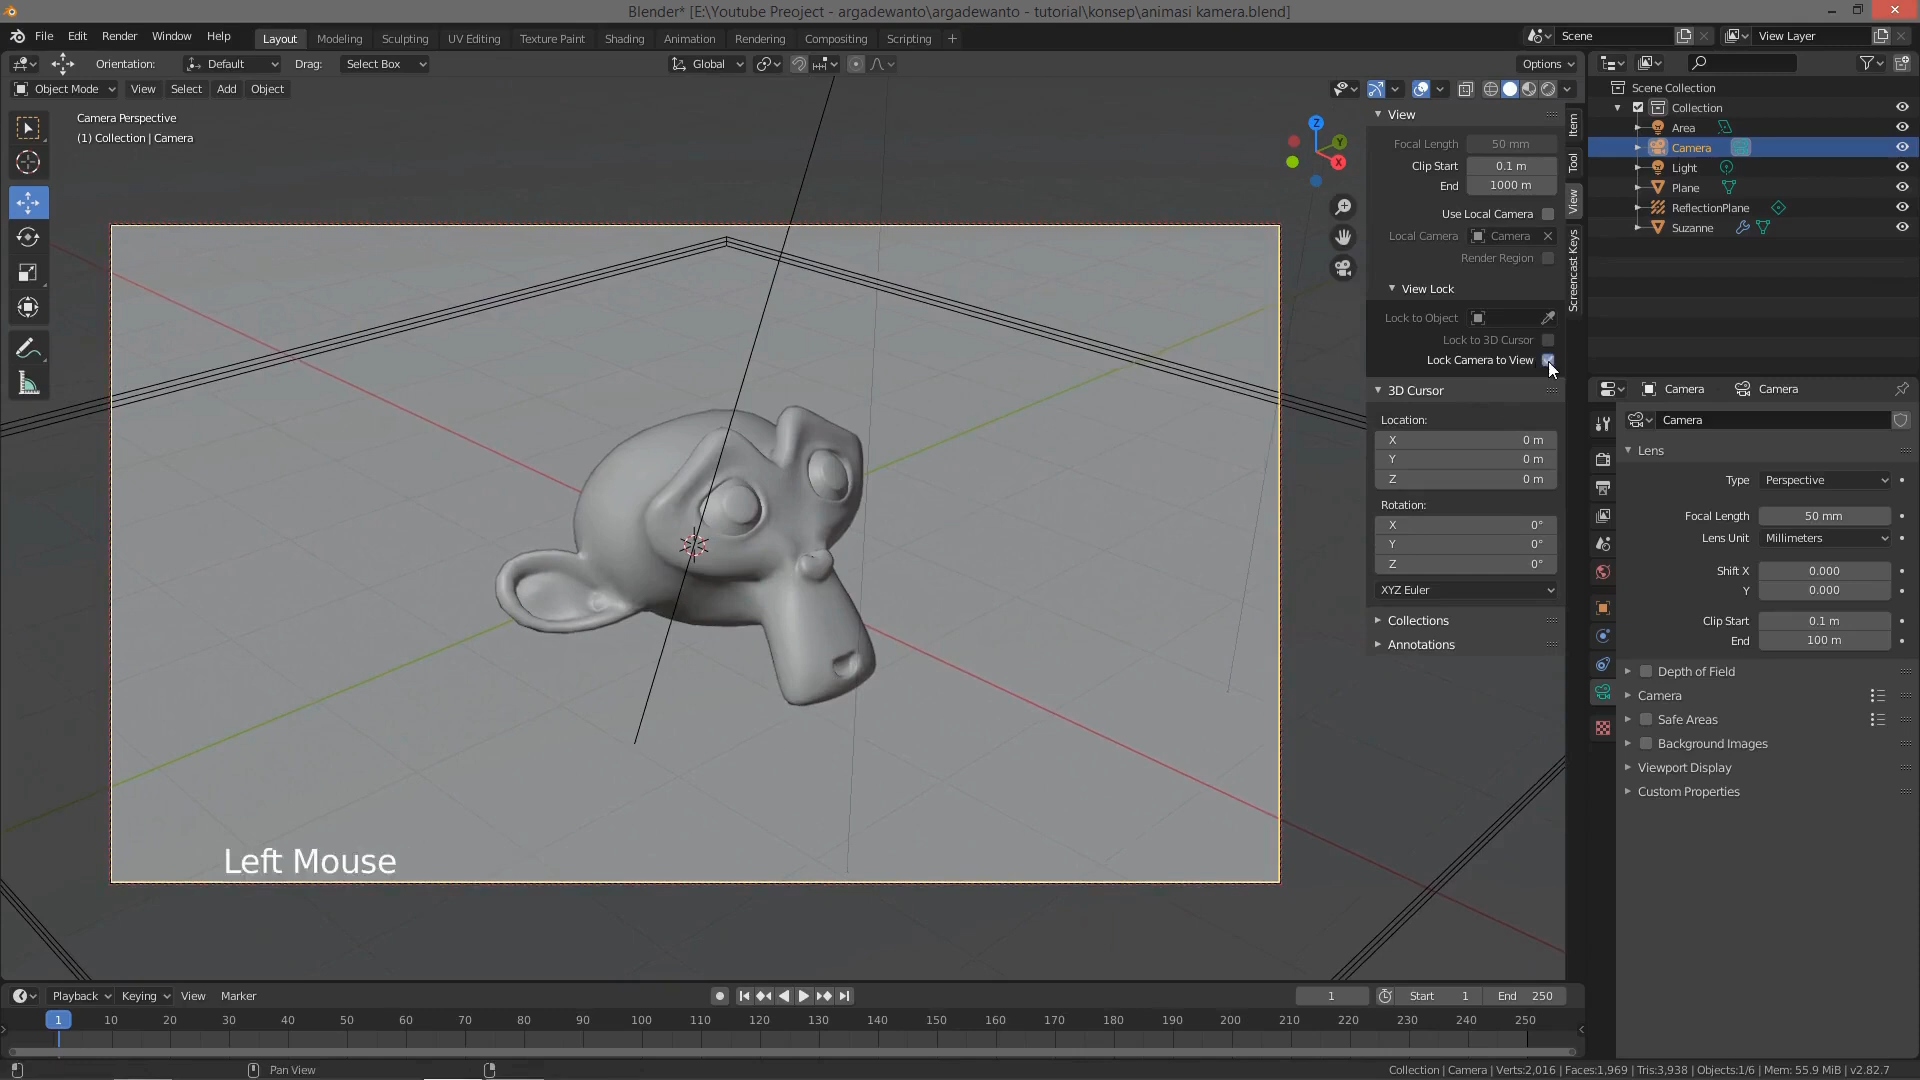 Blender* [E:\Youtube Preoject - argadewanto\argadewanto - tutorial\konsep\animasi kamera.blend]
File Edit Render Window Help
Layout Modeling Sculpting UV Editing Texture Paint Shading Animation Rendering Compositing Scripting +
Scene
View Layer
Orientation: Default Drag: Select Box
Global
Options
Object Mode View Select Add Object
Camera Perspective
(1) Collection | Camera
Z
Y
X
View
Focal Length 50 mm
Clip Start 0.1 m
End 1000 m
Use Local Camera
Local Camera Camera
Render Region
View Lock
Lock to Object
Lock to 3D Cursor
Lock Camera to View
3D Cursor
Location:
X 0 m
Y 0 m
Z 0 m
Rotation:
X 0°
Y 0°
Z 0°
XYZ Euler
Collections
Annotations
Item
Tool
View
Screencast Keys
Scene Collection
Collection
Area
Camera
Light
Plane
ReflectionPlane
Suzanne
Camera Camera
Camera
Lens
Type Perspective
Focal Length 50 mm
Lens Unit Millimeters
Shift X 0.000
Y 0.000
Clip Start 0.1 m
End 100 m
Depth of Field
Camera
Safe Areas
Background Images
Viewport Display
Custom Properties
Left Mouse
Playback Keying View Marker
1 Start 1 End 250
1 10 20 30 40 50 60 70 80 90 100 110 120 130 140 150 160 170 180 190 200 210 220 230 240 250
Pan View
Collection | Camera | Verts:2,016 | Faces:1,969 | Tris:3,938 | Objects:1/6 | Mem: 55.9 MiB | v2.82.7